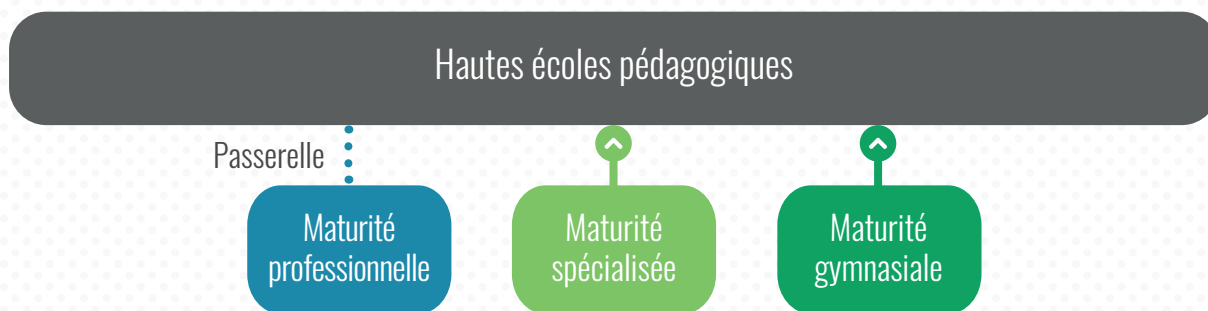 Hautes écoles pédagogiques
Passerelle
Maturité
professionnelle
Maturité
spécialisée
Maturité
gymnasiale